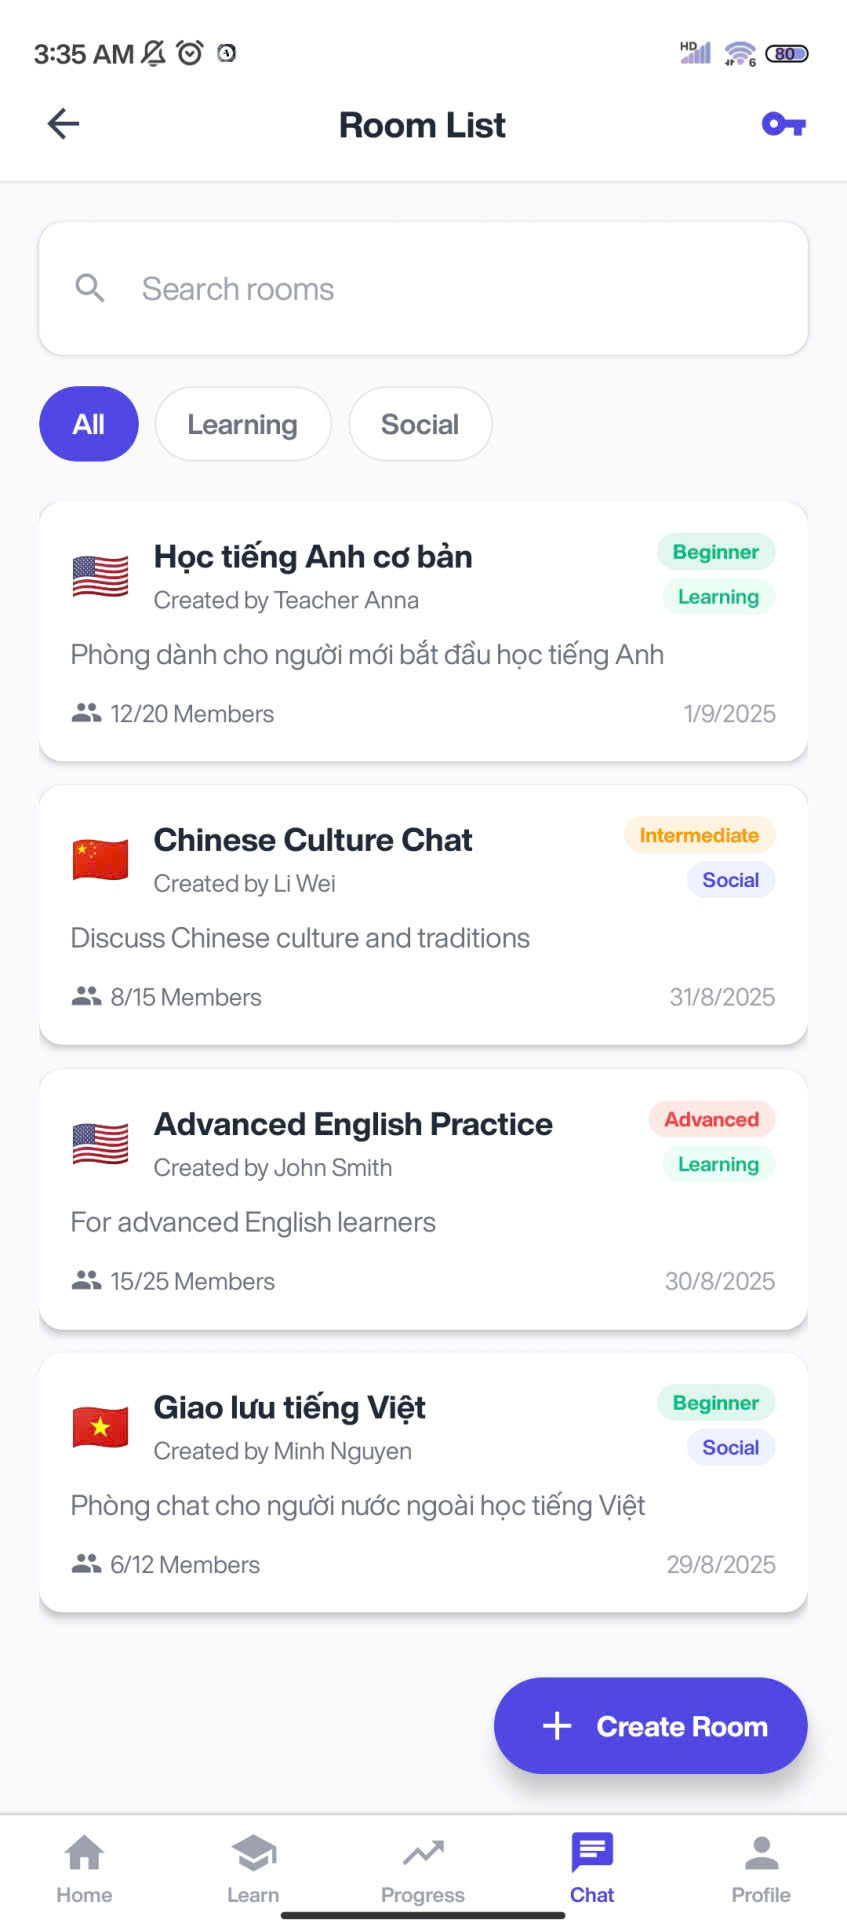 3:35 AM
HD
6
80
Room List
Search rooms
All
Learning
Social
Học tiếng Anh cơ bản
Beginner
Created by Teacher Anna
Learning
Phòng dành cho người mới bắt đầu học tiếng Anh
12/20 Members
1/9/2025
Chinese Culture Chat
Intermediate
Created by Li Wei
Social
Discuss Chinese culture and traditions
8/15 Members
31/8/2025
Advanced English Practice
Advanced
Created by John Smith
Learning
For advanced English learners
15/25 Members
30/8/2025
Giao lưu tiếng Việt
Beginner
Created by Minh Nguyen
Social
Phòng chat cho người nước ngoài học tiếng Việt
6/12 Members
29/8/2025
Create Room
Home
Learn
Progress
Chat
Profile